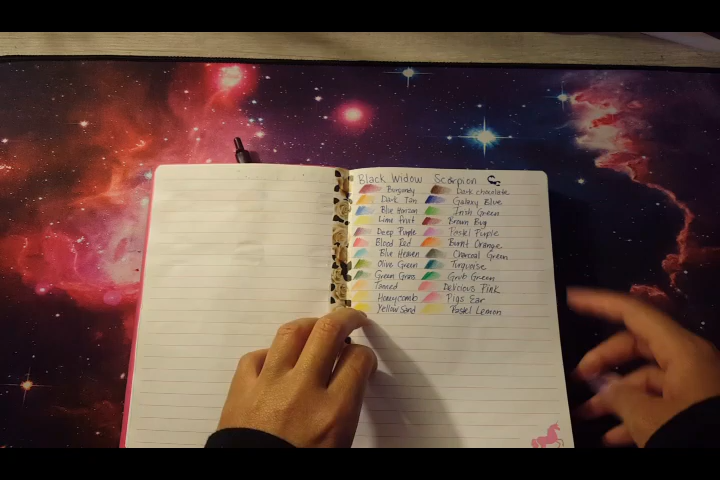 Black Widow Scorpion
Burgundy Dark chocolate
Dark Tan Galaxy Blue
Blue Horizon Irish Green
Lime Fruit Brown Bug
Deep Purple Pastel Purple
Blood Red Burnt Orange
Blue Heaven Charcoal Green
Olive Green Turquoise
Green Grass Grub Green
Tanned Delicious Pink
Honeycomb Pigs Ear
Yellow Sand Pastel Lemon